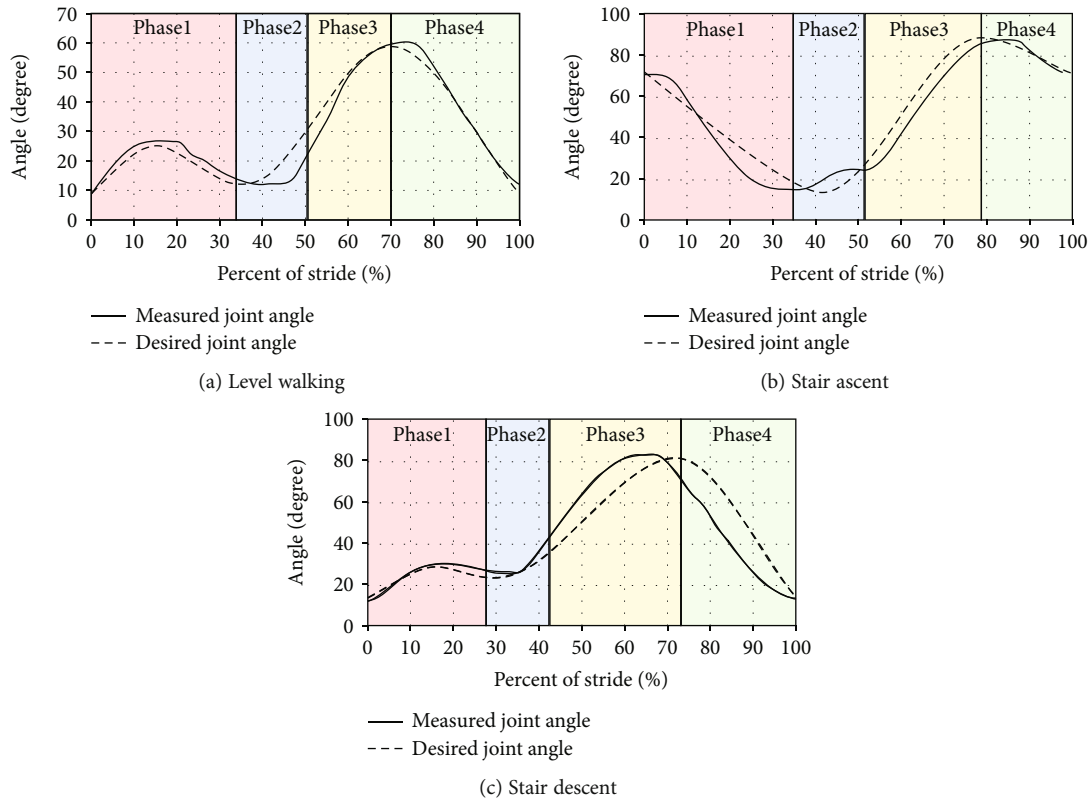 Phase1 Phase2 Phase3 Phase4
70
60
50
40
30
20
10
0
Angle (degree)
0 10 20 30 40 50 60 70 80 90 100
Percent of stride (%)
Measured joint angle
Desired joint angle
(a) Level walking
Phase1 Phase2 Phase3 Phase4
100
80
60
40
20
0
Angle (degree)
0 10 20 30 40 50 60 70 80 90 100
Percent of stride (%)
Measured joint angle
Desired joint angle
(b) Stair ascent
Phase1 Phase2 Phase3 Phase4
100
80
60
40
20
0
Angle (degree)
0 10 20 30 40 50 60 70 80 90 100
Percent of stride (%)
Measured joint angle
Desired joint angle
(c) Stair descent